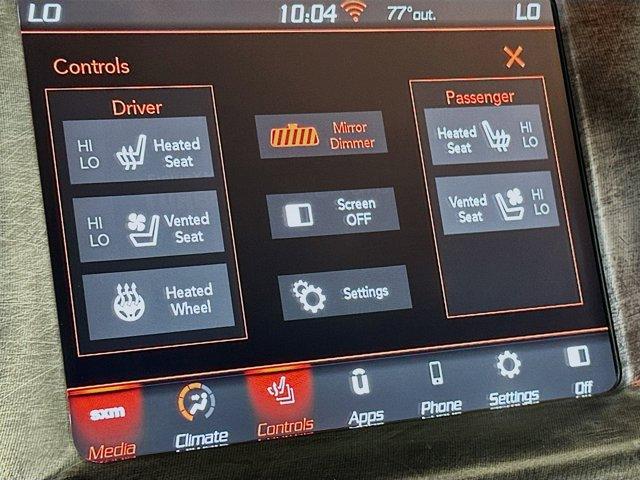 LO 10:04 77°out. LO
Controls
Driver
HI
LO
Heated
Seat
HI
LO
Vented
Seat
Heated
Wheel
Mirror
Dimmer
Screen
OFF
Settings
Passenger
Heated
Seat
HI
LO
Vented
Seat
HI
LO
sxm
Media
Climate
Controls
Apps
Phone
Settings
Off